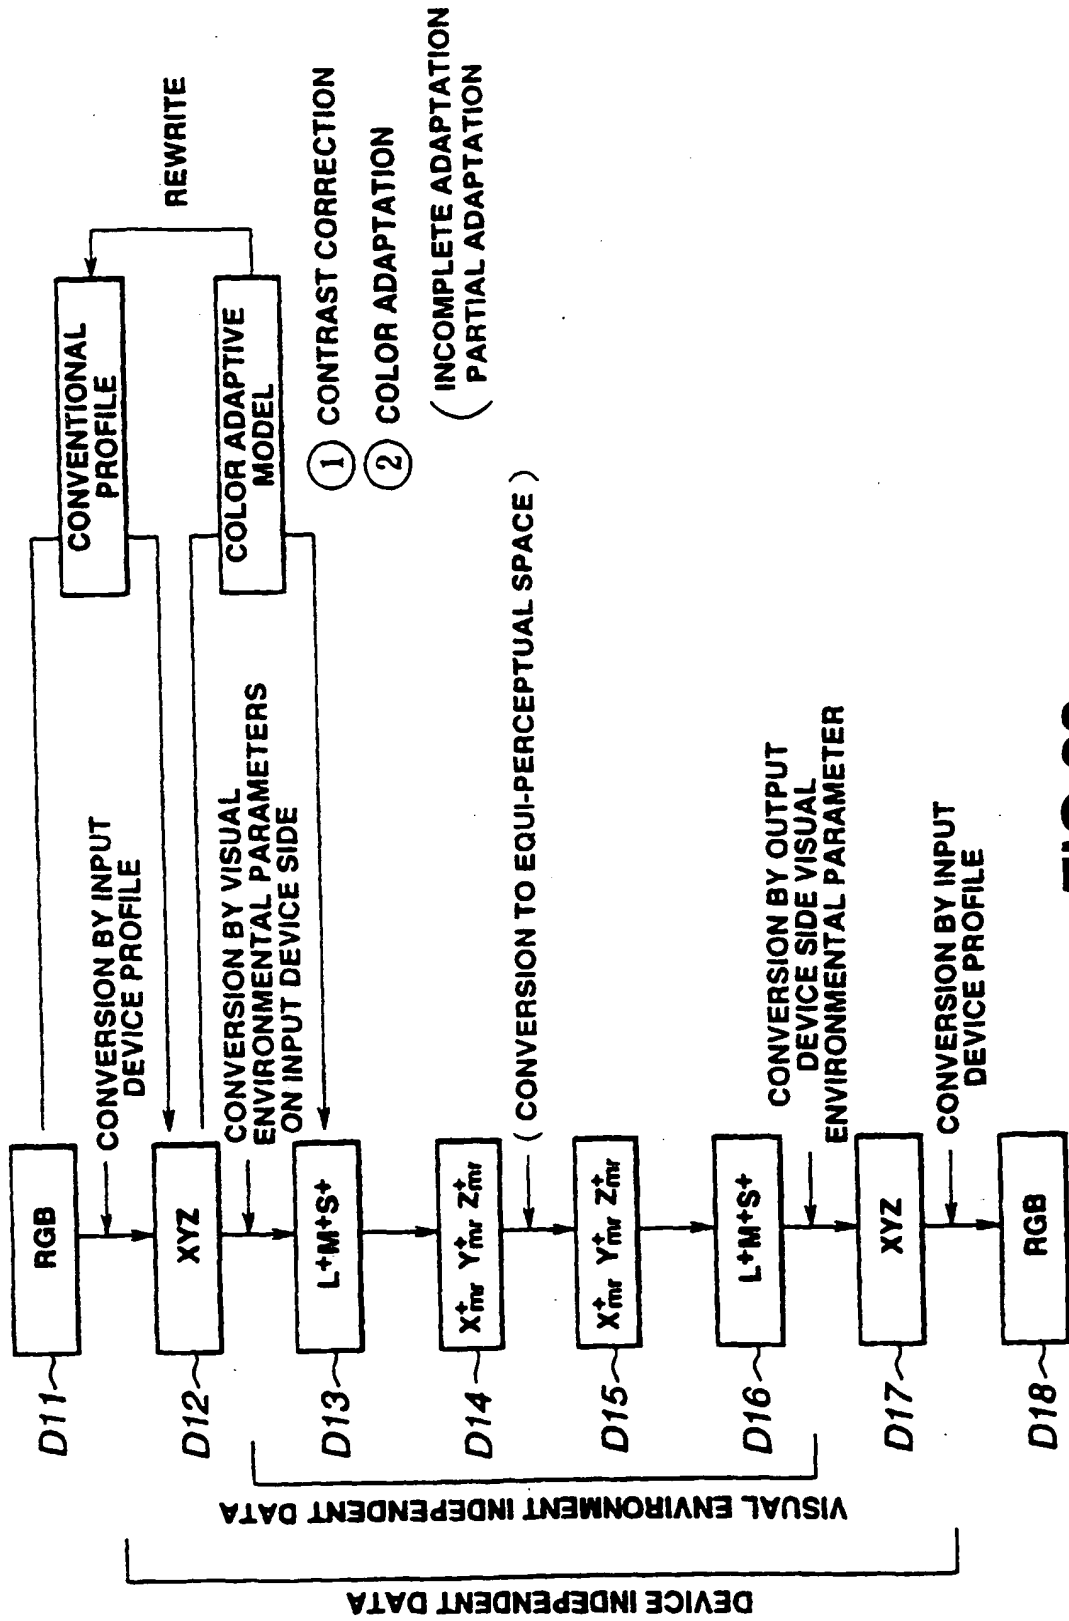 D11
RGB
CONVERSION BY INPUT
DEVICE PROFILE
CONVENTIONAL
PROFILE
REWRITE
D12
XYZ
CONVERSION BY VISUAL
ENVIRONMENTAL PARAMETERS
ON INPUT DEVICE SIDE
COLOR ADAPTIVE
MODEL
D13
L+M+S+
① CONTRAST CORRECTION
② COLOR ADAPTATION
(INCOMPLETE ADAPTATION
PARTIAL ADAPTATION
D14
X+mr Y+mr Z+mr
(CONVERSION TO EQUI-PERCEPTUAL SPACE)
D15
X+mr Y+mr Z+mr
D16
L+M+S+
CONVERSION BY OUTPUT
DEVICE SIDE VISUAL
ENVIRONMENTAL PARAMETER
D17
XYZ
CONVERSION BY INPUT
DEVICE PROFILE
D18
RGB
VISUAL ENVIRONMENT INDEPENDENT DATA
DEVICE INDEPENDENT DATA